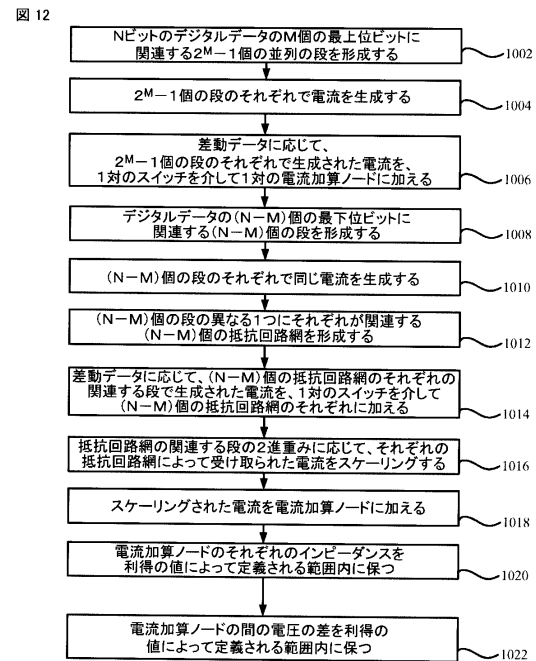 図 12
Nビットのデジタルデータの M個の最上位ビットに
関連する2M−1個の並列の段を形成する
1002
2M−1個の段のそれぞれで電流を生成する
1004
差動データに応じて、
2M−1個の段のそれぞれで生成された電流を、
1対のスイッチを介して1対の電流加算ノードに加える
1006
デジタルデータの(N−M)個の最下位ビットに
関連する(N−M)個の段を形成する
1008
(N−M)個の段のそれぞれで同じ電流を生成する
1010
(N−M)個の段の異なる1つにそれぞれが関連する
(N−M)個の抵抗回路網を形成する
1012
差動データに応じて、(N−M)個の抵抗回路網のそれぞれの
関連する段で生成された電流を、1対のスイッチを介して
(N−M)個の抵抗回路網のそれぞれに加える
1014
抵抗回路網の関連する段の2進重みに応じて、それぞれの
抵抗回路網によって受け取られた電流をスケーリングする
1016
スケーリングされた電流を電流加算ノードに加える
1018
電流加算ノードのそれぞれのインピーダンスを
利得の値によって定義される範囲内に保つ
1020
電流加算ノードの間の電圧の差を利得の
値によって定義される範囲内に保つ
1022